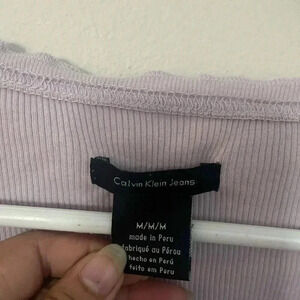 Calvin Klein Jeans
M/M/M
made in Peru
fabriqué au Pérou
hecho en Perú
feito em Peru